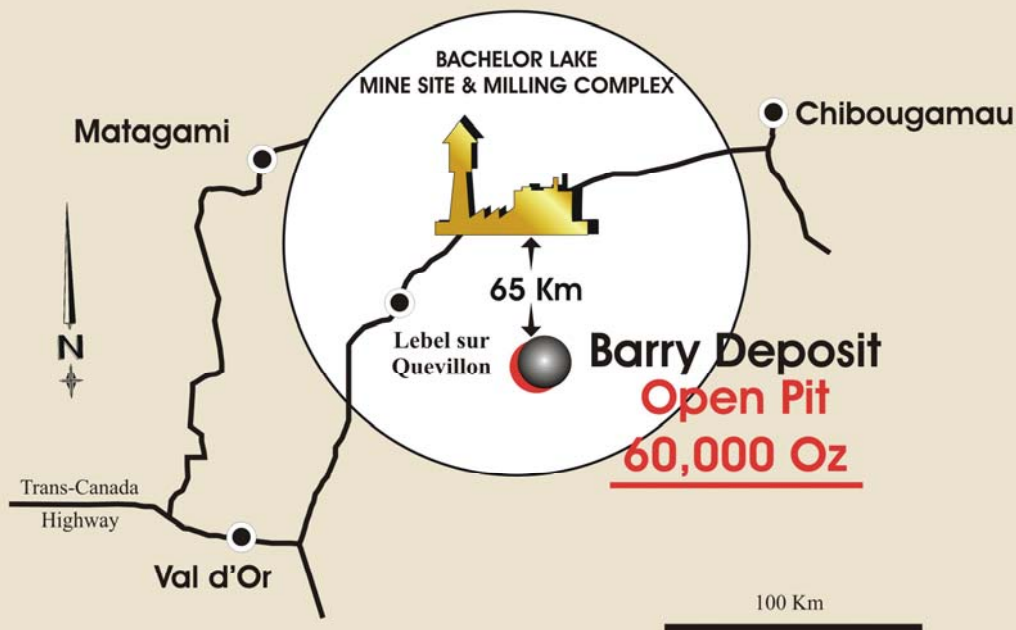 BACHELOR LAKE
MINE SITE & MILLING COMPLEX
Matagami
Chibougamau
65 Km
N
Lebel sur
Quevillon
Barry Deposit
Open Pit
60,000 Oz
Trans-Canada
Highway
Val d'Or
100 Km